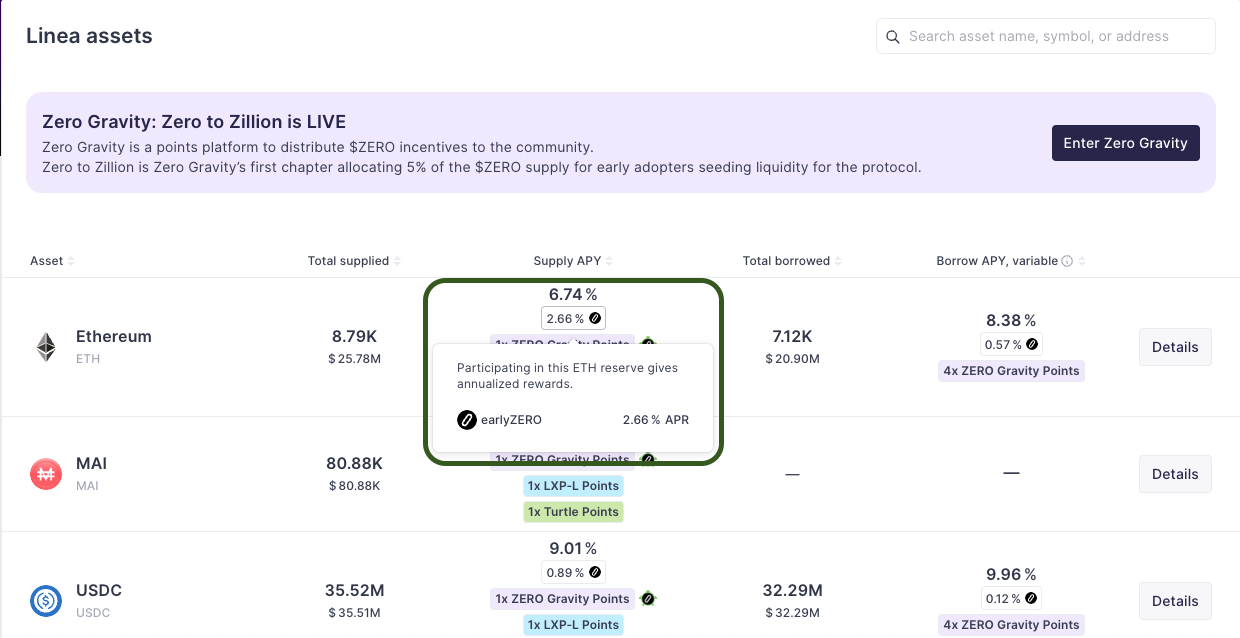 Linea assets
Search asset name, symbol, or address
Zero Gravity: Zero to Zillion is LIVE
Zero Gravity is a points platform to distribute $ZERO incentives to the community.
Zero to Zillion is Zero Gravity’s first chapter allocating 5% of the $ZERO supply for early adopters seeding liquidity for the protocol.
Enter Zero Gravity
Asset Total supplied Supply APY Total borrowed Borrow APY, variable
Ethereum
ETH
8.79K
$ 25.78M
6.74 %
2.66 %
1x ZERO Gravity Points
Participating in this ETH reserve gives
annualized rewards.
earlyZERO 2.66 % APR
7.12K
$ 20.90M
8.38 %
0.57 %
4x ZERO Gravity Points
Details
MAI
MAI
80.88K
$ 80.88K
1x ZERO Gravity Points
1x LXP-L Points
1x Turtle Points
—
—
Details
USDC
USDC
35.52M
$ 35.51M
9.01 %
0.89 %
1x ZERO Gravity Points
1x LXP-L Points
32.29M
$ 32.29M
9.96 %
0.12 %
4x ZERO Gravity Points
Details